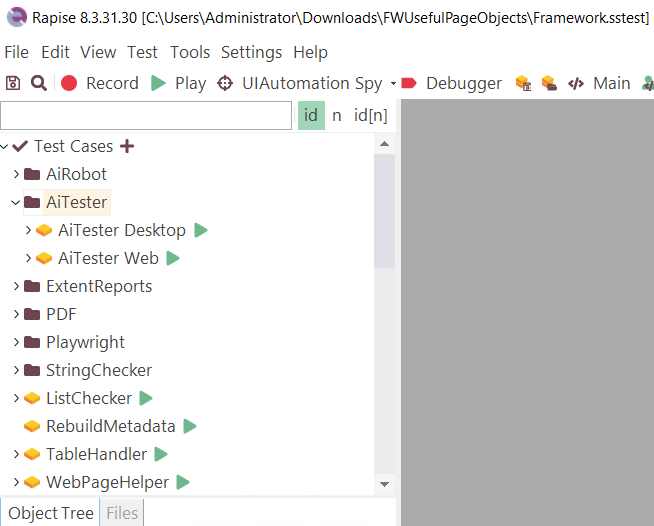 Rapise 8.3.31.30 [C:\Users\Administrator\Downloads\FWUsefulPageObjects\Framework.sstest]
File Edit View Test Tools Settings Help
Record Play UIAutomation Spy Debugger Main
id n id[n]
Test Cases
AiRobot
AiTester
AiTester Desktop
AiTester Web
ExtentReports
PDF
Playwright
StringChecker
ListChecker
RebuildMetadata
TableHandler
WebPageHelper
Object Tree Files